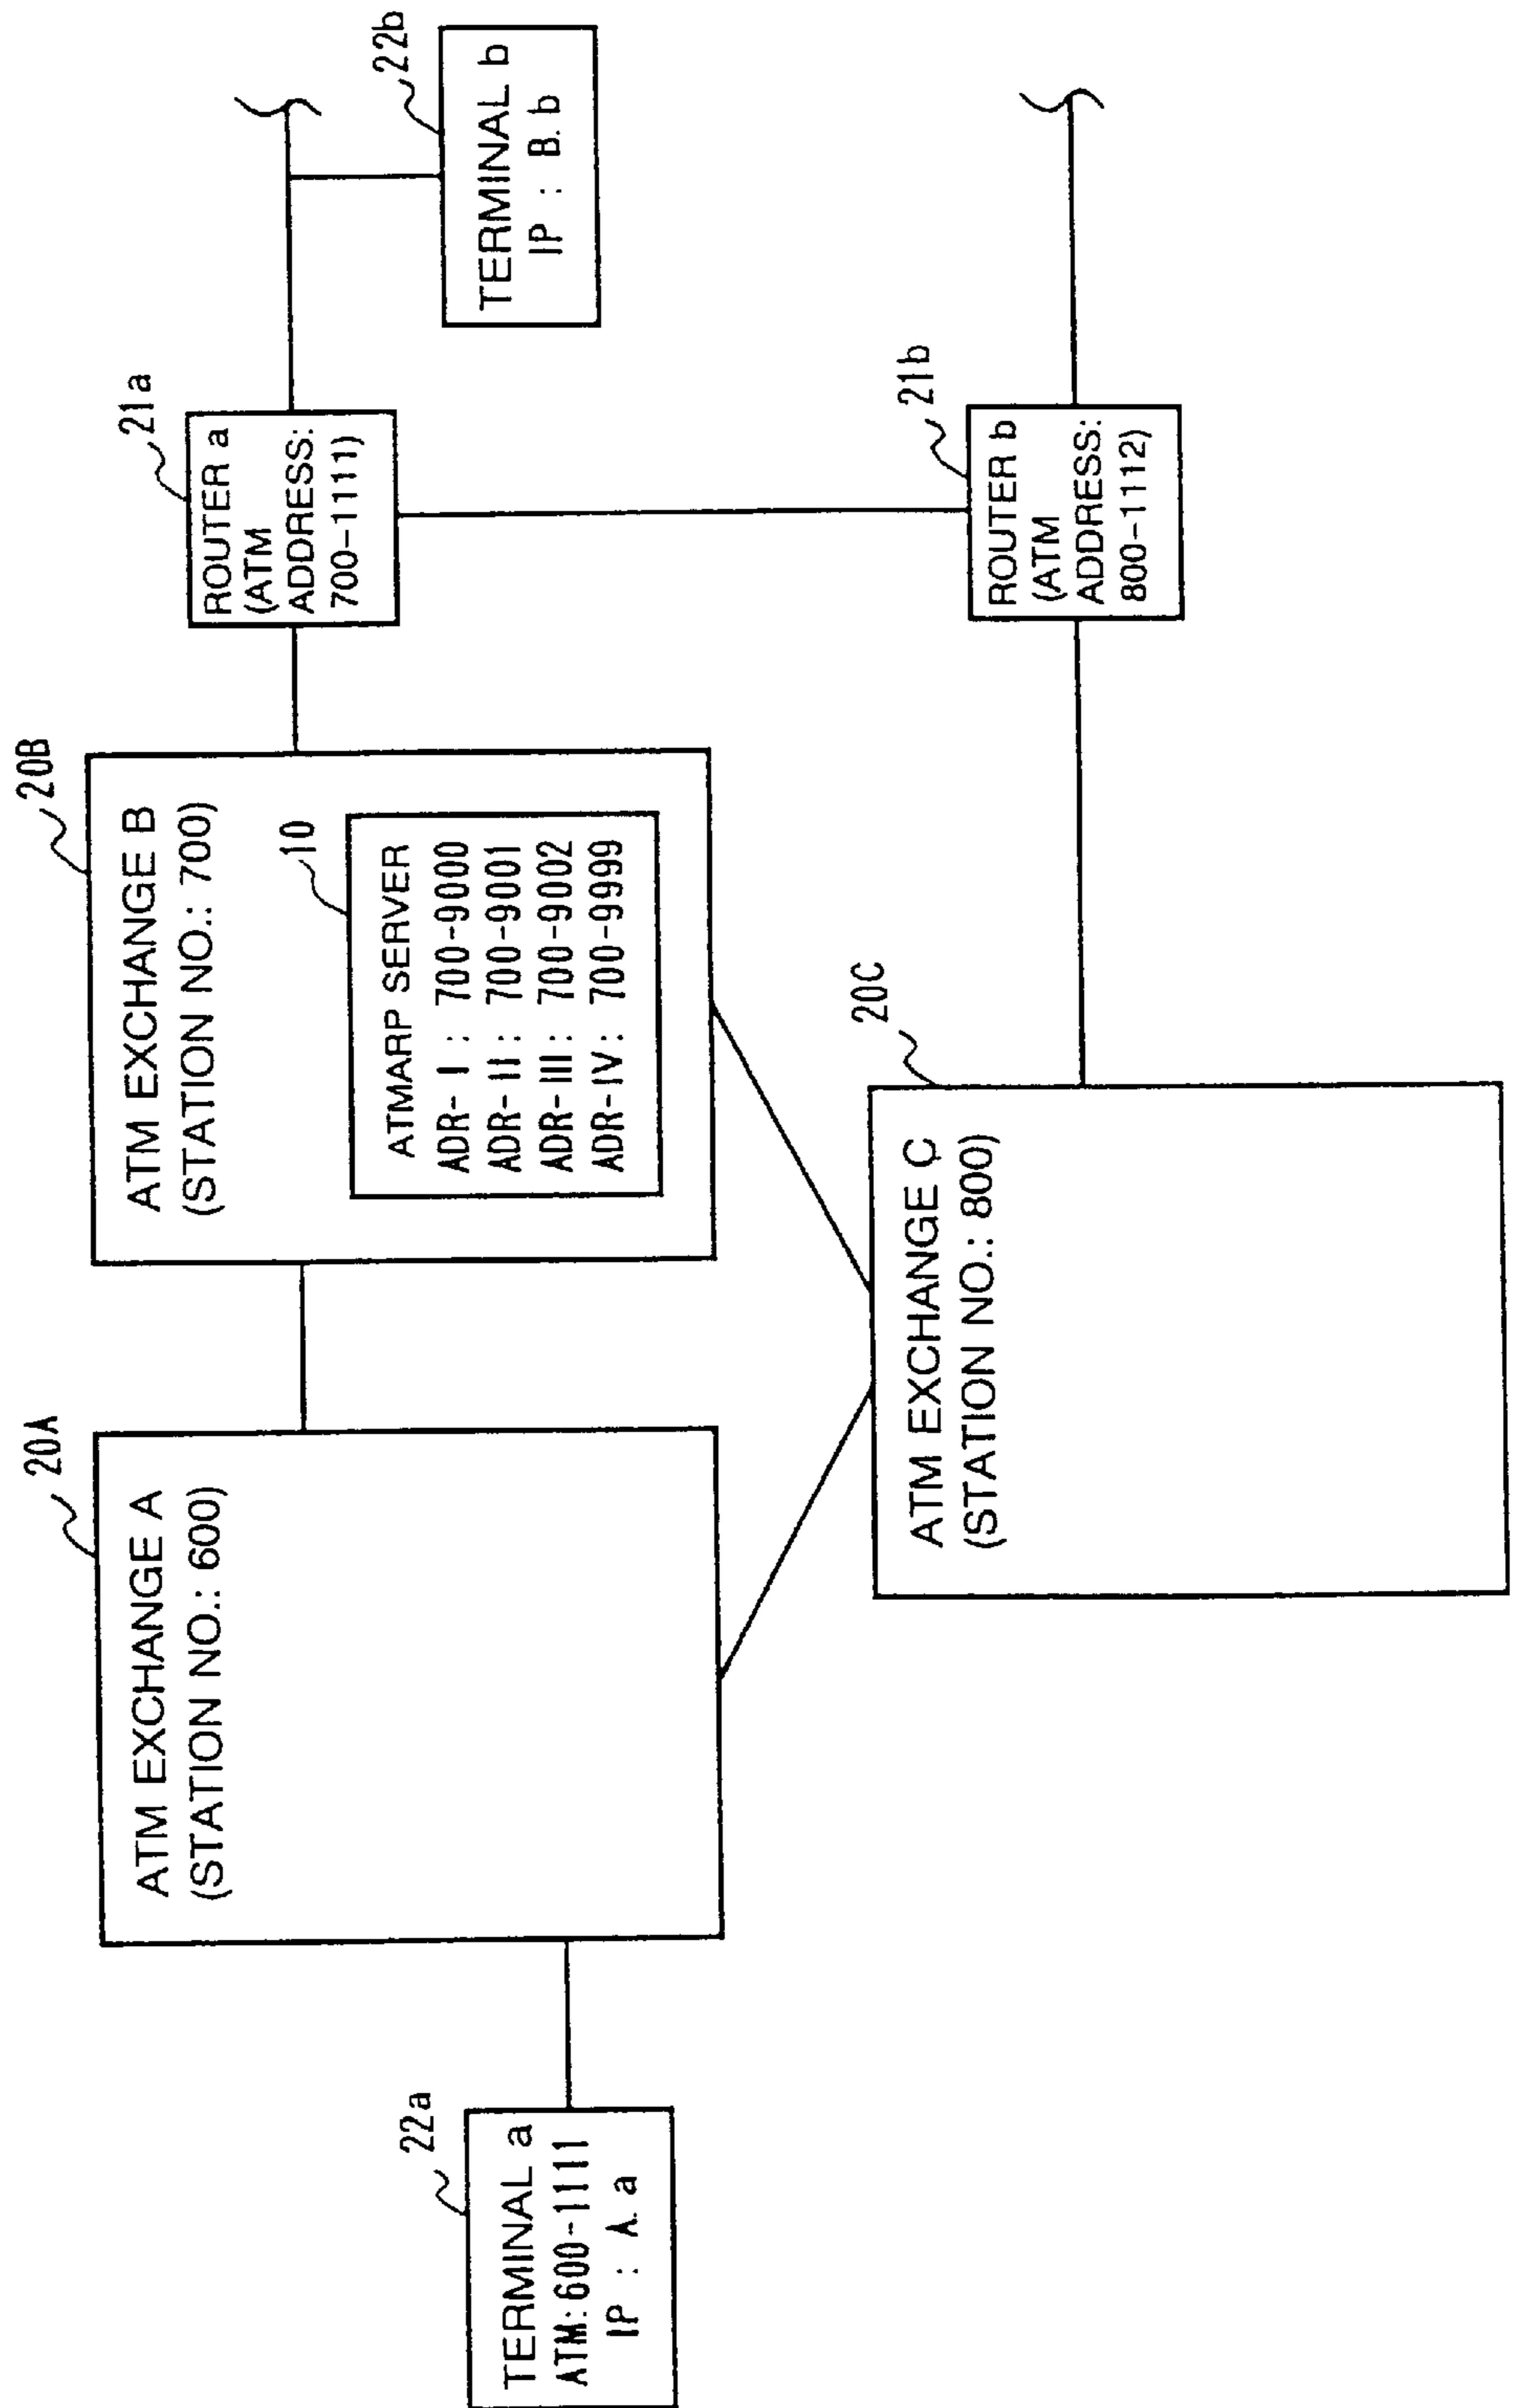 20A
ATM EXCHANGE A
(STATION NO.: 600)
20B
ATM EXCHANGE B
(STATION NO.: 700)
10
ATMARP SERVER
ADR-I : 700-9000
ADR-II : 700-9001
ADR-III : 700-9002
ADR-IV : 700-9999
21a
ROUTER a
(ATM
ADDRESS:
700-1111)
22b
TERMINAL b
IP : B.b
22a
TERMINAL a
ATM:600-1111
IP : A.a
20C
ATM EXCHANGE C
(STATION NO.: 800)
21b
ROUTER b
(ATM
ADDRESS:
800-1112)